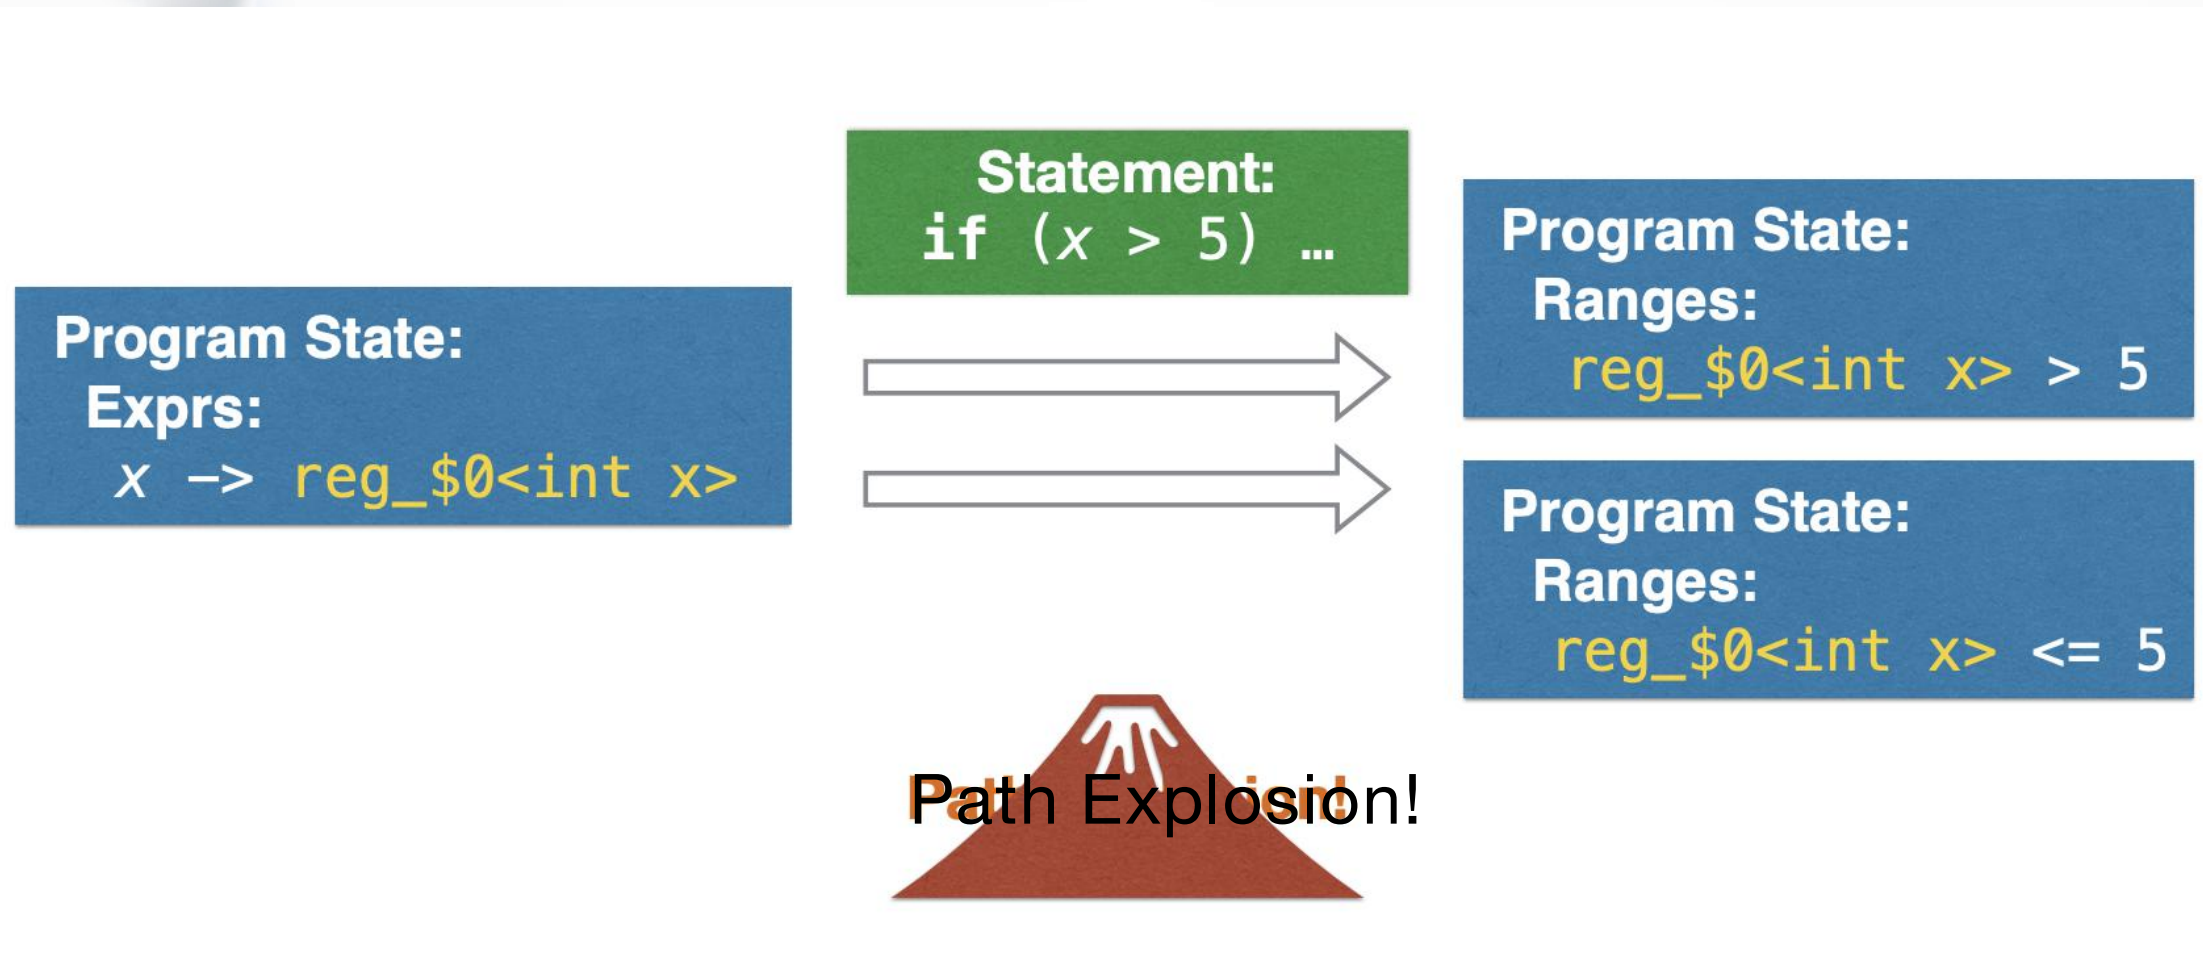 Program State:
Exprs:
x –> reg_$0<int x>
Statement:
if (x > 5) …
Program State:
Ranges:
reg_$0<int x> > 5
Program State:
Ranges:
reg_$0<int x> <= 5
Path Explosion!